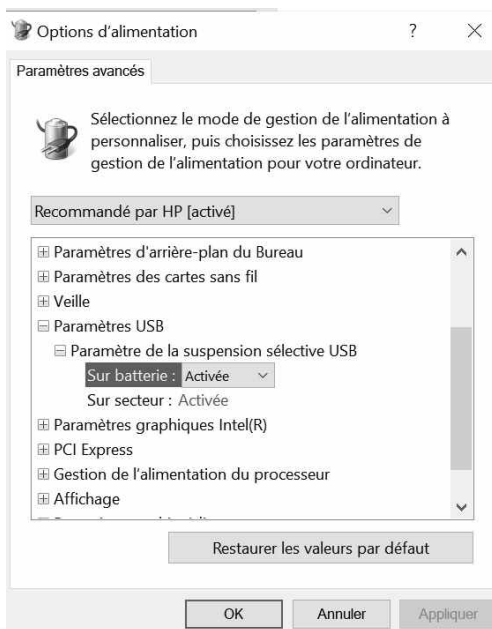 Options d'alimentation
?
Paramètres avancés
Sélectionnez le mode de gestion de l'alimentation à
personnaliser, puis choisissez les paramètres de
gestion de l'alimentation pour votre ordinateur.
Recommandé par HP [activé]
Paramètres d'arrière-plan du Bureau
Paramètres des cartes sans fil
Veille
Paramètres USB
Paramètre de la suspension sélective USB
Sur batterie : Activée
Sur secteur : Activée
Paramètres graphiques Intel(R)
PCI Express
Gestion de l'alimentation du processeur
Affichage
Restaurer les valeurs par défaut
OK Annuler Appliquer